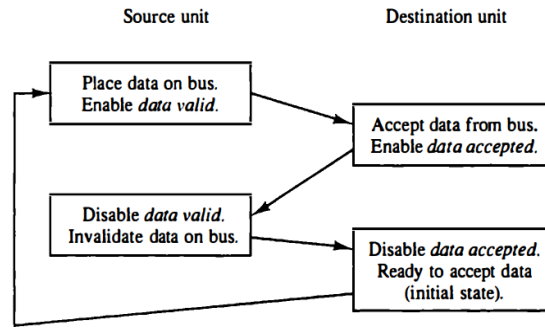 Source unit
Destination unit
Place data on bus.
Enable data valid.
Accept data from bus.
Enable data accepted.
Disable data valid.
Invalidate data on bus.
Disable data accepted.
Ready to accept data
(initial state).